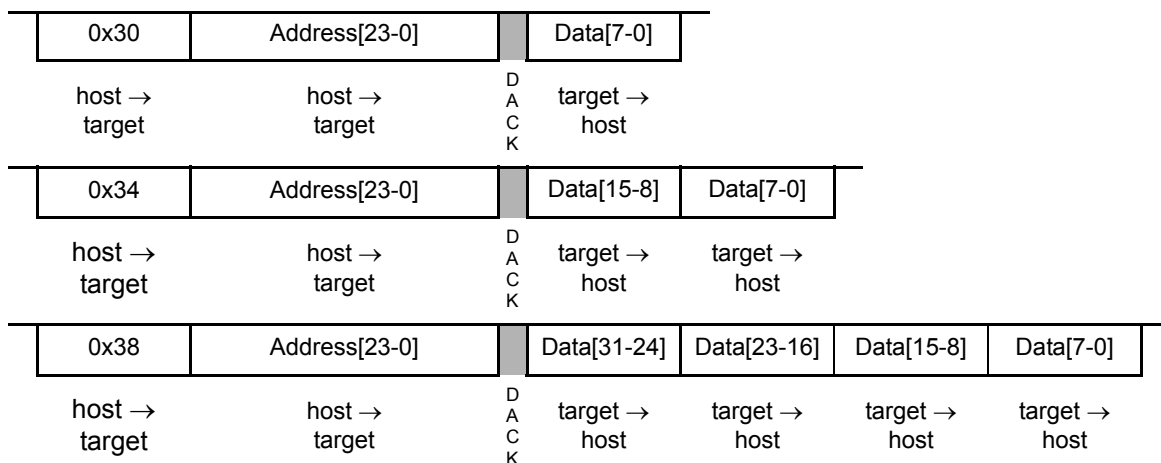 0x30 Address[23-0] Data[7-0]
host → target host → target D A C K target → host
0x34 Address[23-0] Data[15-8] Data[7-0]
host → target host → target D A C K target → host target → host
0x38 Address[23-0] Data[31-24] Data[23-16] Data[15-8] Data[7-0]
host → target host → target D A C K target → host target → host target → host target → host